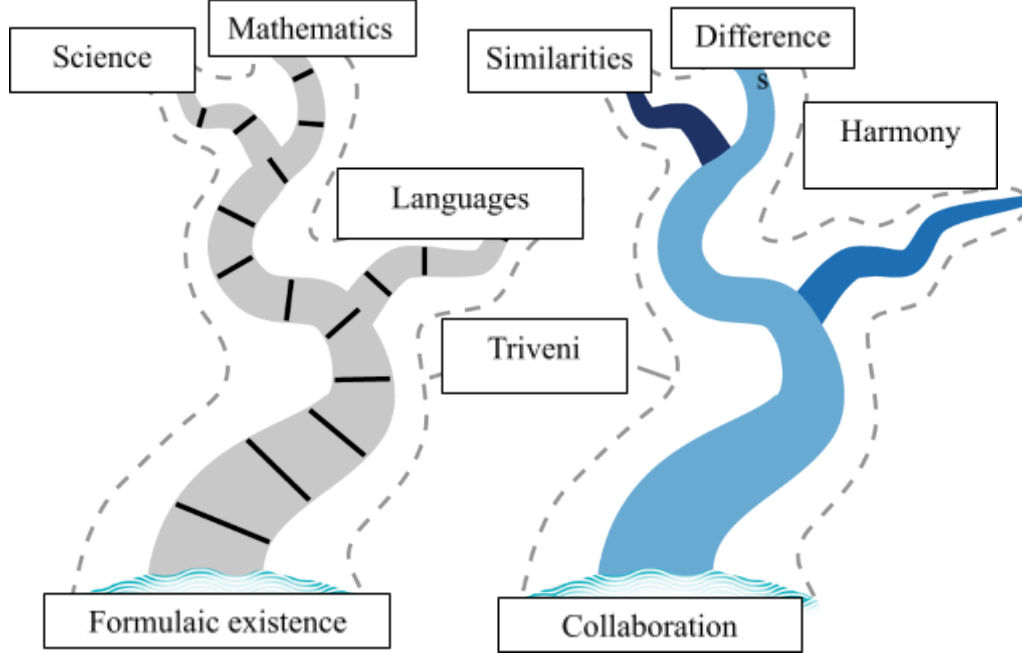 Science
Mathematics
Languages
Triveni
Formulaic existence
Similarities
Difference
s
Harmony
Collaboration